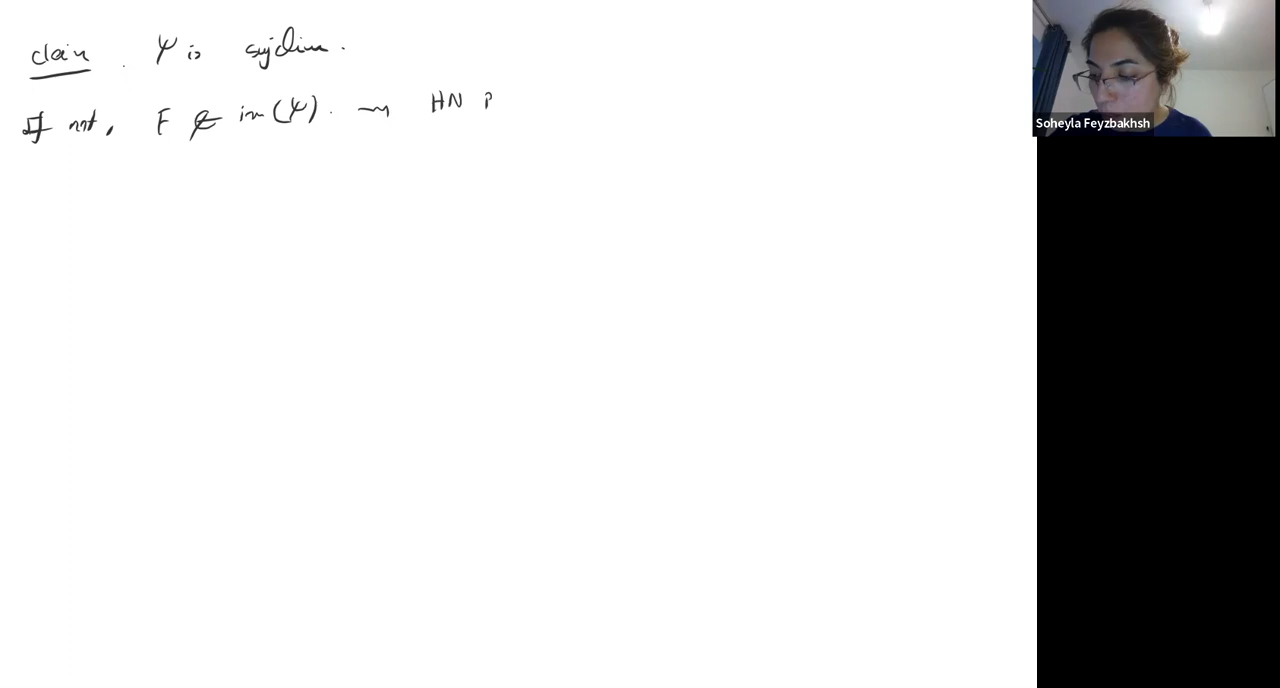 claim. Ψ is surjective.
If not, F ∉ im(Ψ). ⇝ HN P
Soheyla Feyzbakhsh